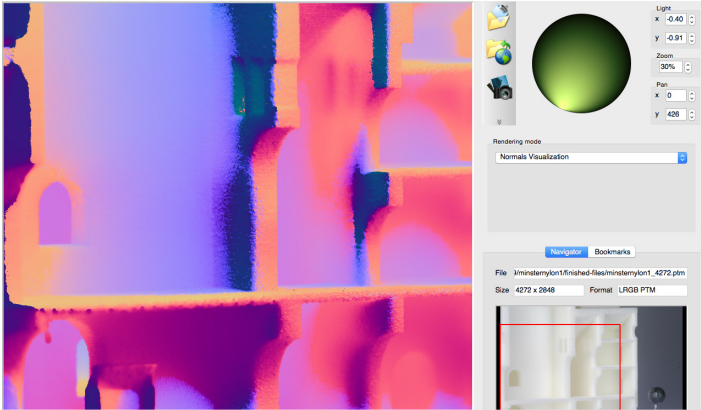 Light
x -0.40
y -0.91
Zoom
30%
Pan
x 0
y 426
Rendering mode
Normals Visualization
Navigator Bookmarks
File /minsternylon1/finished-files/minsternylon1_4272.ptm
Size 4272 x 2848 Format LRGB PTM